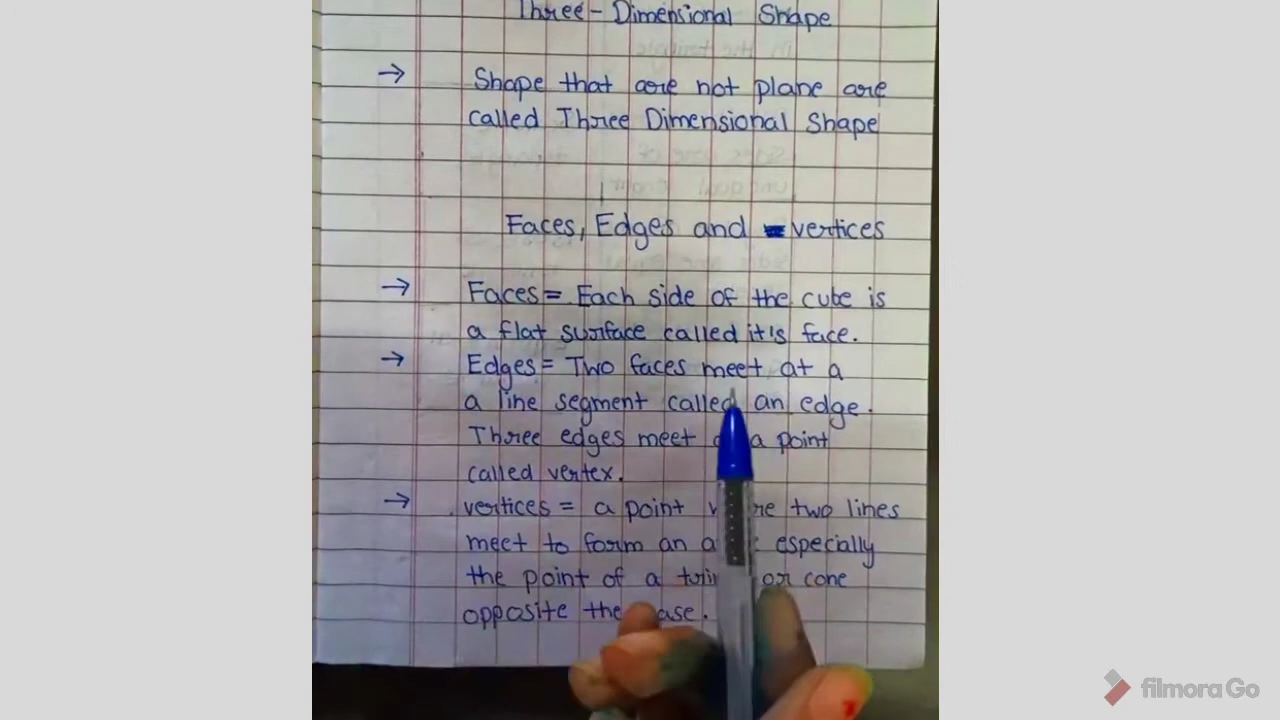 Three - Dimensional Shape
→ Shape that are not plane are
called Three Dimensional Shape
Faces, Edges and vertices
→ Faces = Each side of the cube is
a flat surface called it's face.
→ Edges = Two faces meet at a
a line segment called an edge.
Three edges meet a point
called vertex.
→ vertices = a point two lines
meet to form an especially
the point of a or cone
opposite the base.
filmora Go